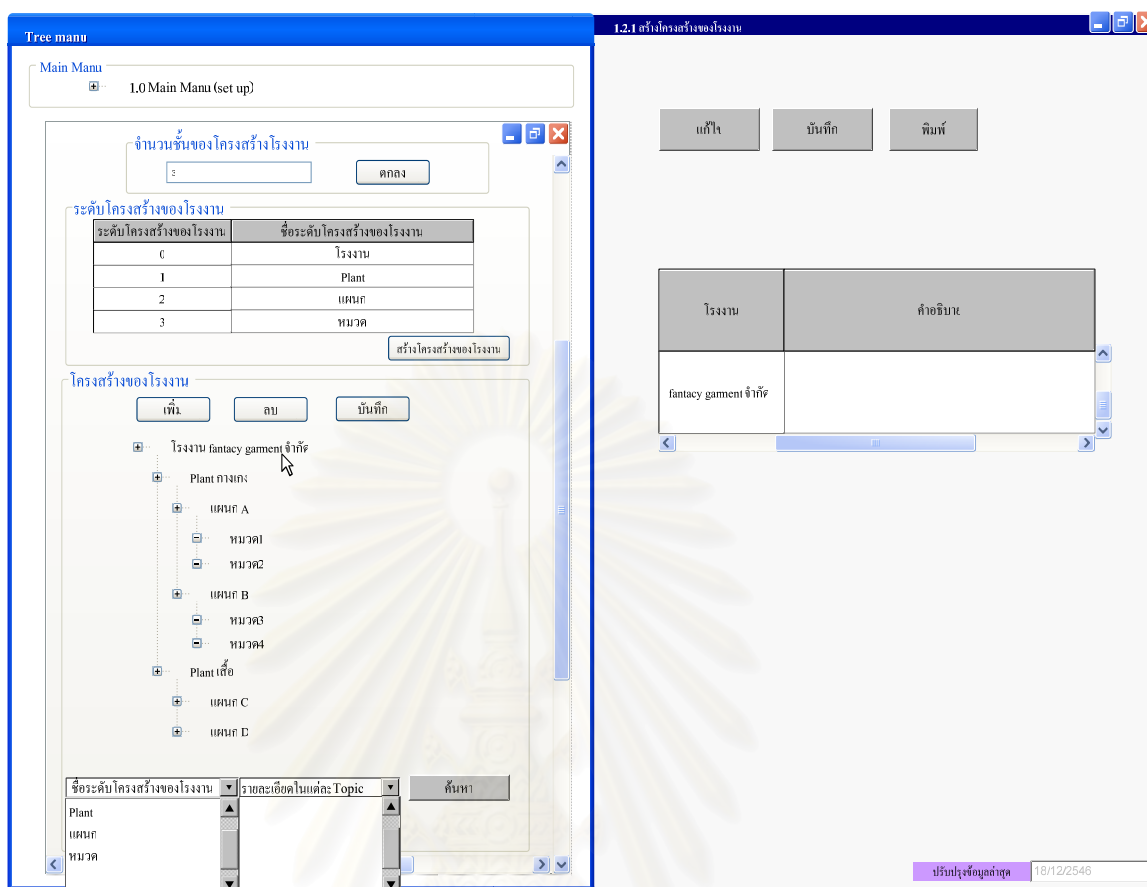 Tree manu
Main Manu
1.0 Main Manu (set up)
จำนวนชั้นของโครงสร้างโรงงาน
3
ตกลง
ระดับโครงสร้างของโรงงาน
ระดับโครงสร้างของโรงงาน ชื่อระดับโครงสร้างของโรงงาน
0 โรงงาน
1 Plant
2 แผนก
3 หมวด
สร้างโครงสร้างของโรงงาน
โครงสร้างของโรงงาน
เพิ่ม ลบ บันทึก
โรงงาน fantacy garment จำกัด
Plant กางเกง
แผนก A
หมวด1
หมวด2
แผนก B
หมวด3
หมวด4
Plant เสื้อ
แผนก C
แผนก D
ชื่อระดับโครงสร้างของโรงงาน รายละเอียดในแต่ละ Topic ค้นหา
Plant
แผนก
หมวด
1.2.1 สร้างโครงสร้างของโรงงาน
แก้ไข บันทึก พิมพ์
โรงงาน คำอธิบาย
fantacy garment จำกัด
ปรับปรุงข้อมูลล่าสุด 18/12/2546